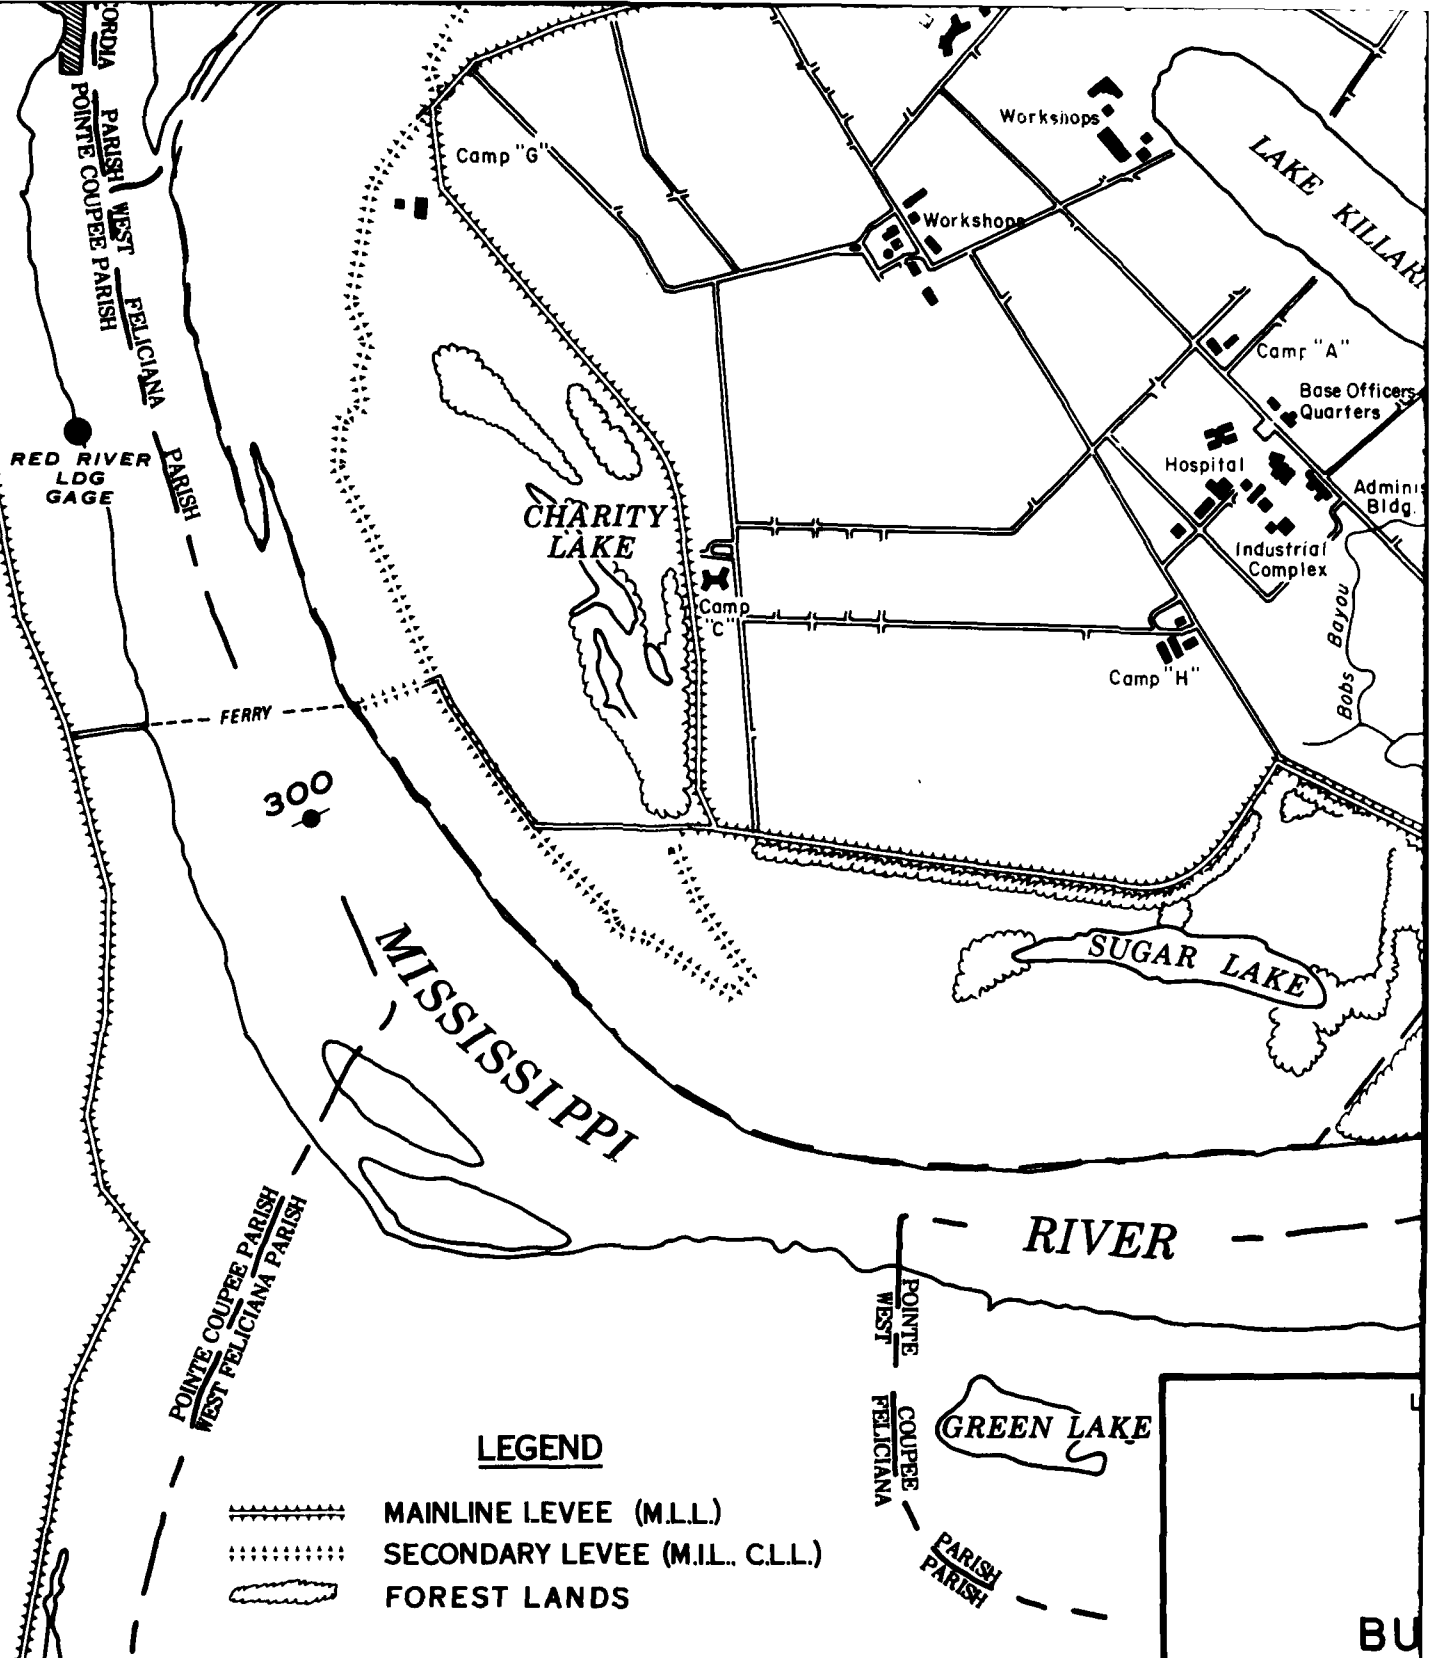 ORDIA
PARISH
POINTE COUPEE PARISH
WEST
FELICIANA
PARISH
Camp "G"
Workshops
Workshops
LAKE KILLAR
Camp "A"
Base Officers
Quarters
RED RIVER
LDG
GAGE
Hospital
Adminis
Bldg.
CHARITY
LAKE
Industrial
Complex
Camp
"C"
Camp "H"
Bobs Bayou
FERRY
300
SUGAR LAKE
MISSISSIPPI
RIVER
POINTE COUPEE PARISH
WEST FELICIANA PARISH
POINTE
WEST
COUPEE
FELICIANA
GREEN LAKE
PARISH
PARISH
LEGEND
MAINLINE LEVEE (M.L.L.)
SECONDARY LEVEE (M.I.L.. C.L.L.)
FOREST LANDS
BU